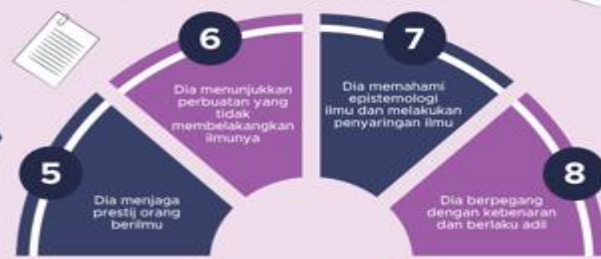 5
Dia menjaga
prestij orang
berilmu
6
Dia menunjukkan
perbuatan yang
tidak
membelakangkan
ilmunya
7
Dia memahami
epistemologi
ilmu dan melakukan
penyaringan ilmu
8
Dia berpegang
dengan kebenaran
dan berlaku adil